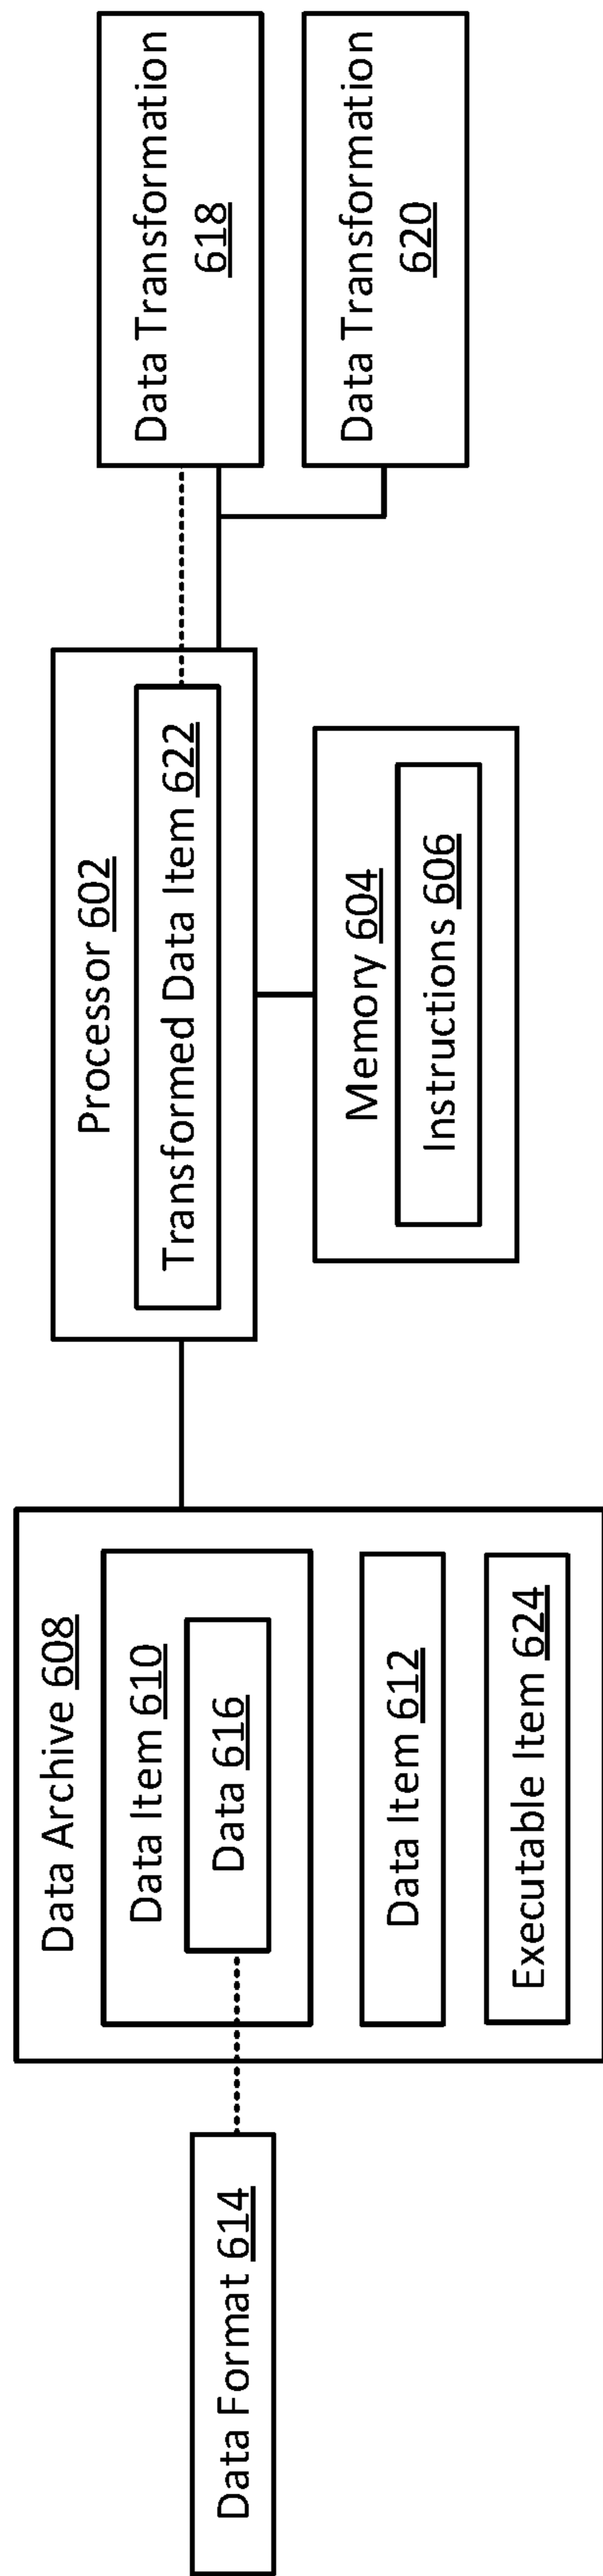 Data Format 614
Data Archive 608
Data Item 610
Data 616
Data Item 612
Executable Item 624
Processor 602
Transformed Data Item 622
Memory 604
Instructions 606
Data Transformation
618
Data Transformation
620